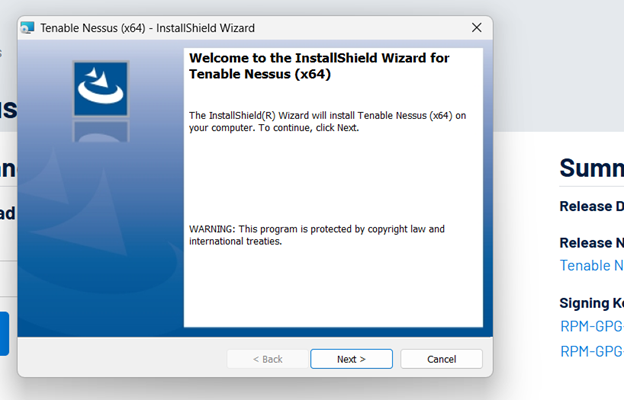 Tenable Nessus (x64) - InstallShield Wizard
Welcome to the InstallShield Wizard for
Tenable Nessus (x64)
The InstallShield(R) Wizard will install Tenable Nessus (x64) on
your computer. To continue, click Next.
WARNING: This program is protected by copyright law and
international treaties.
< Back
Next >
Cancel
Summ
Release D
Release N
Tenable N
Signing Ke
RPM-GPG-
RPM-GPG-